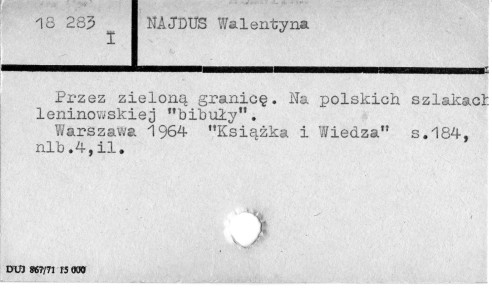 18 283
I
NAJDUS Walentyna
Przez zieloną granicę. Na polskich szlakach
leninowskiej "bibuły".
Warszawa 1964 "Książka i Wiedza" s.184,
nlb.4,il.
DUJ 867/71 15 000